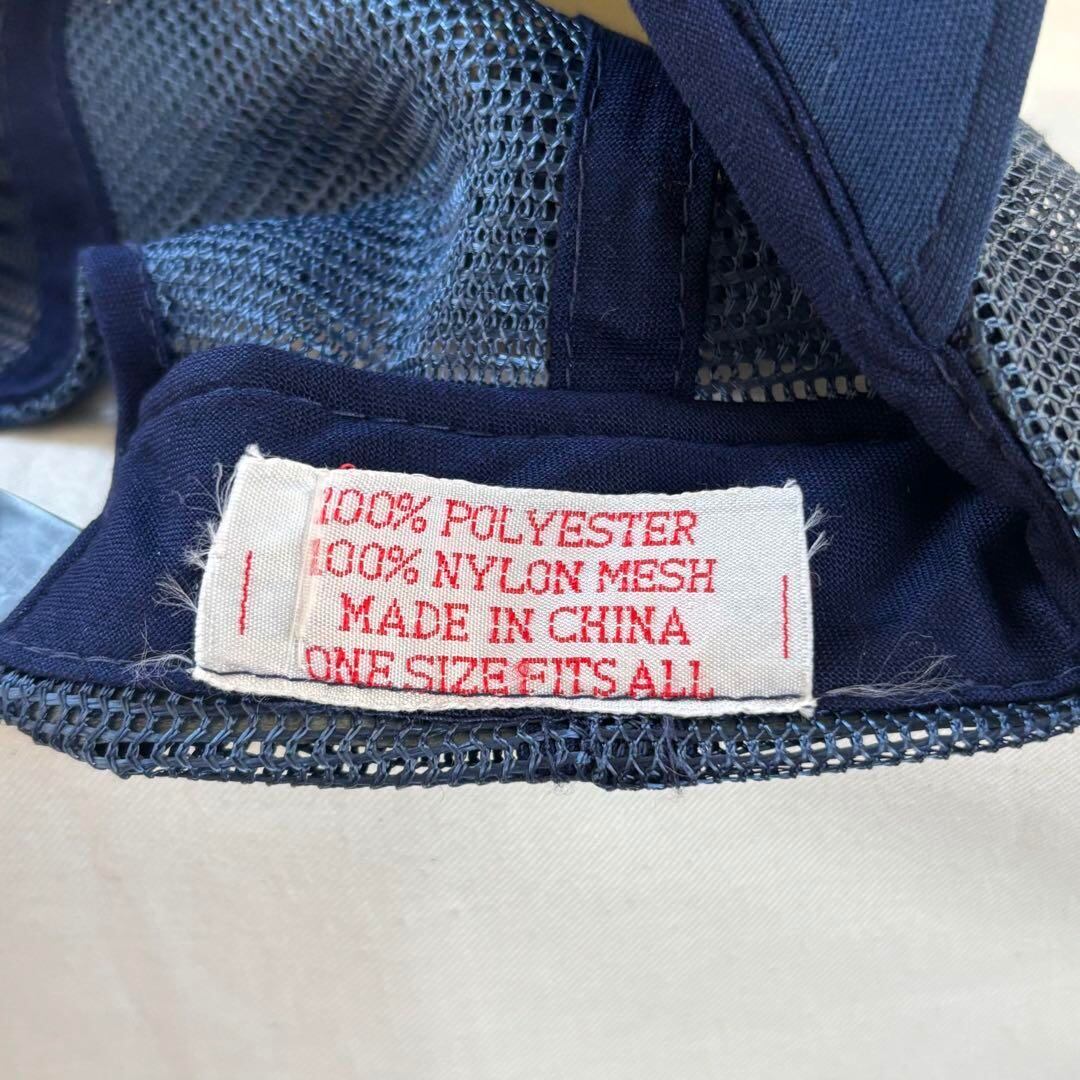 100% POLYESTER
100% NYLON MESH
MADE IN CHINA
ONE SIZE FITS ALL